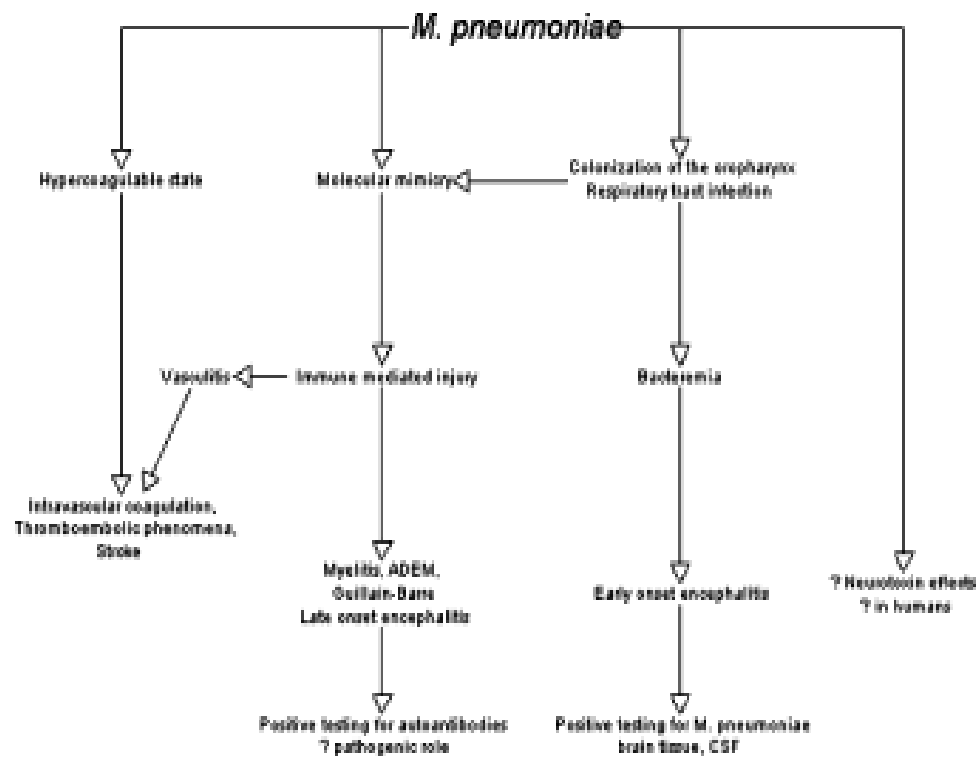 M. pneumoniae
Hypercoagulable state
Molecular mimicry
Colonization of the oropharynx
Respiratory tract infection
Vasculitis
Immune mediated injury
Bacteremia
Intravascular coagulation,
Thromboembolic phenomena,
Stroke
Myelitis, ADEM,
Guillain-Barre
Late onset encephalitis
Early onset encephalitis
? Neurotoxin effects
? in humans
Positive testing for autoantibodies
? pathogenic role
Positive testing for M. pneumoniae
brain tissue, CSF